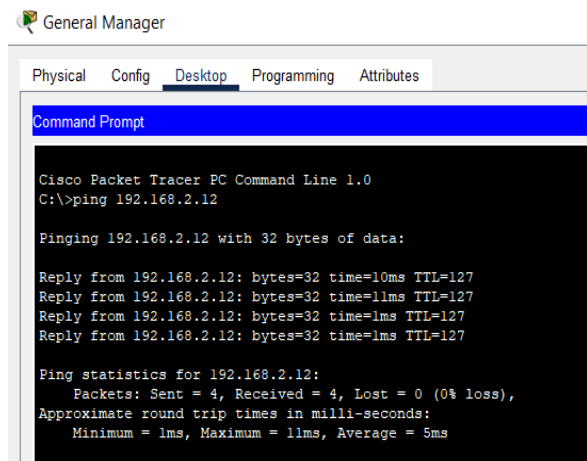 General Manager
Physical Config Desktop Programming Attributes
Command Prompt
Cisco Packet Tracer PC Command Line 1.0
C:\>ping 192.168.2.12
Pinging 192.168.2.12 with 32 bytes of data:
Reply from 192.168.2.12: bytes=32 time=10ms TTL=127
Reply from 192.168.2.12: bytes=32 time=11ms TTL=127
Reply from 192.168.2.12: bytes=32 time=1ms TTL=127
Reply from 192.168.2.12: bytes=32 time=1ms TTL=127
Ping statistics for 192.168.2.12:
Packets: Sent = 4, Received = 4, Lost = 0 (0% loss),
Approximate round trip times in milli-seconds:
Minimum = 1ms, Maximum = 11ms, Average = 5ms